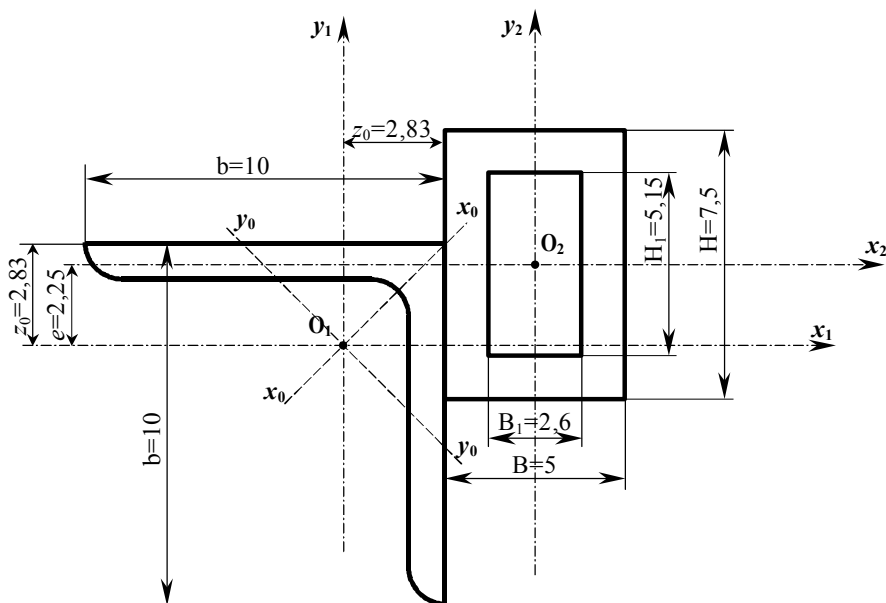 y₁
y₂
z₀=2,83
b=10
x₀
y₀
H₁=5,15
H=7,5
O₂
x₂
z₀=2,83
e=2,25
O₁
x₁
x₀
B₁=2,6
b=10
y₀
B=5